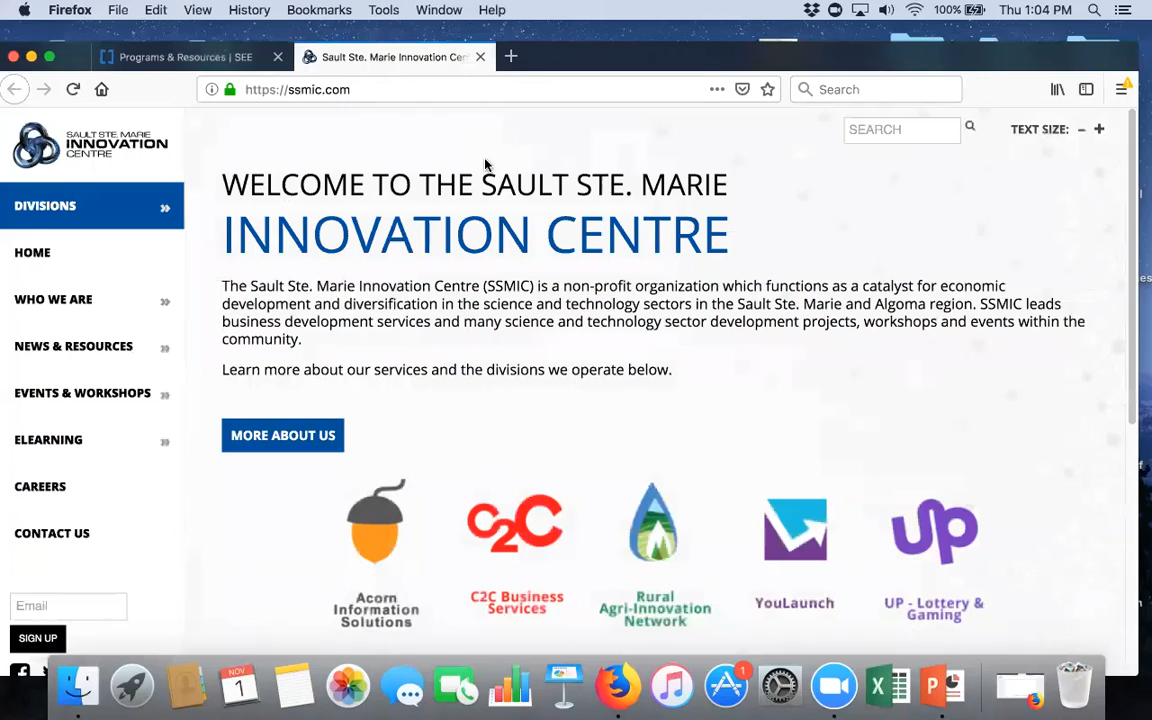 Firefox File Edit View History Bookmarks Tools Window Help 100% Thu 1:04 PM
Programs & Resources | SEE
Sault Ste. Marie Innovation Cen
https://ssmic.com
Search
SAULT STE. MARIE
INNOVATION
CENTRE
SEARCH
TEXT SIZE: – +
DIVISIONS »
HOME
WHO WE ARE »
NEWS & RESOURCES »
EVENTS & WORKSHOPS »
ELEARNING »
CAREERS
CONTACT US
Email
SIGN UP
WELCOME TO THE SAULT STE. MARIE
INNOVATION CENTRE
The Sault Ste. Marie Innovation Centre (SSMIC) is a non-profit organization which functions as a catalyst for economic
development and diversification in the science and technology sectors in the Sault Ste. Marie and Algoma region. SSMIC leads
business development services and many science and technology sector development projects, workshops and events within the
community.
Learn more about our services and the divisions we operate below.
MORE ABOUT US
C2C
up
Acorn
Information
Solutions
C2C Business
Services
Rural
Agri-Innovation
Network
YouLaunch
UP - Lottery &
Gaming
NOV
1
1